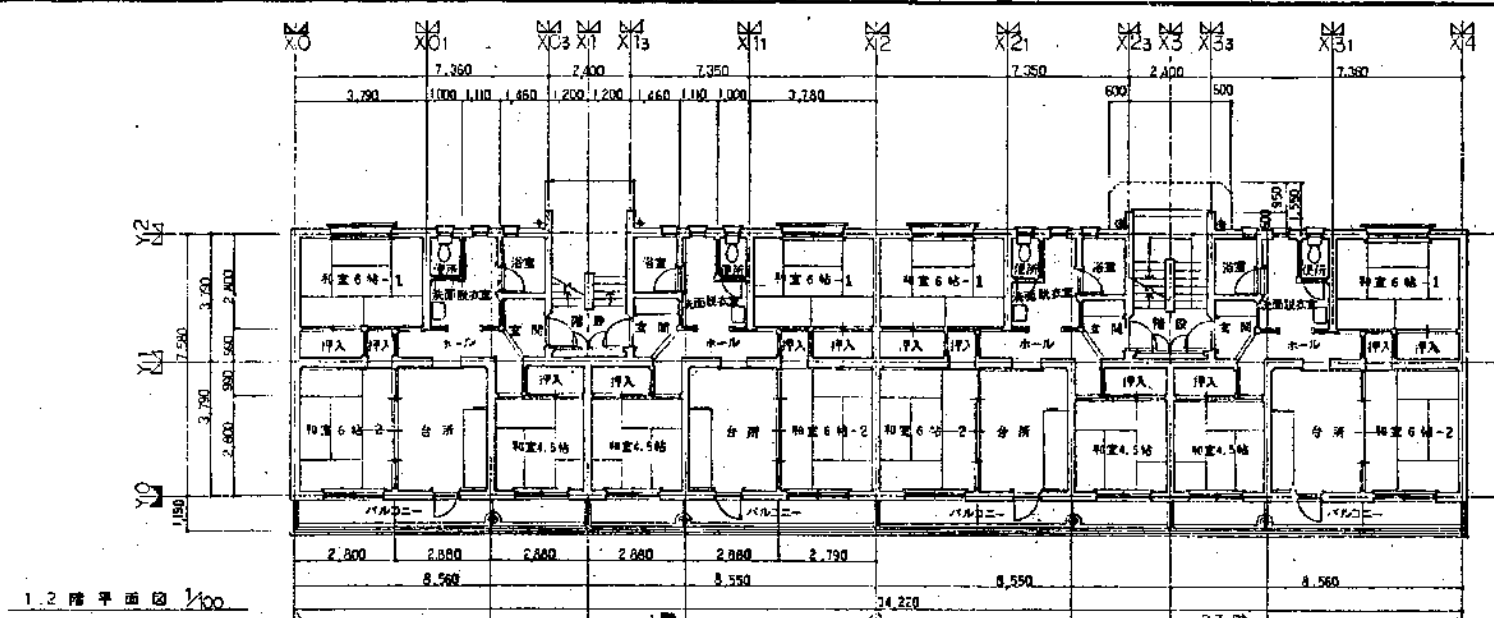 X0 X01 X03 X1 X13 X11 X2 X21 X23 X3 X33 X31 X4
7,360 2,400 7,350 7,350 2,400 7,360
3,790 1,000 1,110 1,460 1,200 1,200 1,460 1,110 1,000 3,780 600 500
950 1,550
600
Y2
便所 浴室 浴室 便所 便所 浴室 浴室 便所
和室6帖-1 和室6帖-1 和室6帖-1 和室6帖-1
洗面脱衣室 洗面脱衣室 洗面脱衣室 洗面脱衣室
3,790 2,800
玄関 階段 玄関 玄関 階段 玄関
押入 押入 ホール ホール 押入 押入 押入 押入 ホール ホール 押入 押入
7,580 990
Y1
押入 押入 押入 押入
990
3,790 2,800
和室6帖-2 台所 和室4.5帖 和室4.5帖 台所 和室6帖-2 和室6帖-2 台所 和室4.5帖 和室4.5帖 台所 和室6帖-2
Y0
バルコニー バルコニー バルコニー バルコニー
2,800 2,880 2,880 2,880 2,880 2,790
8,560 8,550 8,550 8,560
34,220
1.2階平面図 1/100